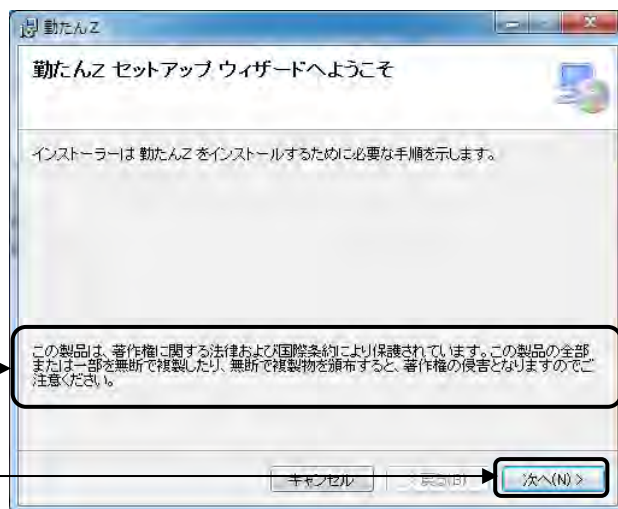 勤たんZ
勤たんZ セットアップ ウィザードへようこそ
インストーラーは 勤たんZ をインストールするために必要な手順を示します。
この製品は、著作権に関する法律および国際条約により保護されています。この製品の全部
または一部を無断で複製したり、無断で複製物を頒布すると、著作権の侵害となりますのでご
注意ください。
キャンセル
< 戻る(B)
次へ(N) >